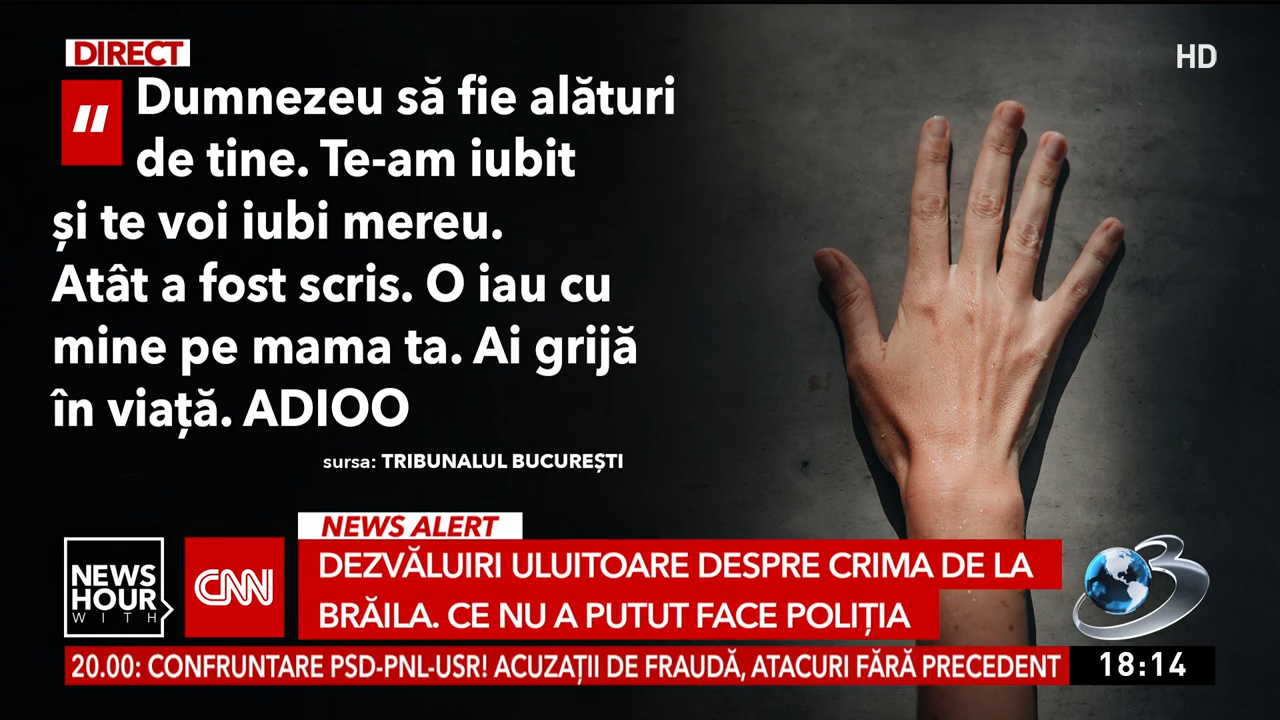 DIRECT
HD
" Dumnezeu să fie alături
de tine. Te-am iubit
și te voi iubi mereu.
Atât a fost scris. O iau cu
mine pe mama ta. Ai grijă
în viață. ADIOO
sursa: TRIBUNALUL BUCUREȘTI
NEWS ALERT
NEWS
HOUR
WITH
CNN
DEZVĂLUIRI ULUITOARE DESPRE CRIMA DE LA
BRĂILA. CE NU A PUTUT FACE POLIȚIA
3
20.00: CONFRUNTARE PSD-PNL-USR! ACUZAȚII DE FRAUDĂ, ATACURI FĂRĂ PRECEDENT
18:14